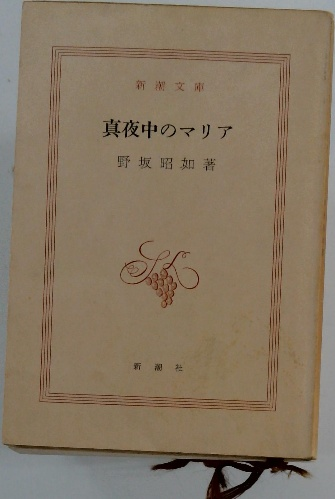 新潮文庫
真夜中のマリア
野坂昭如著
新潮社